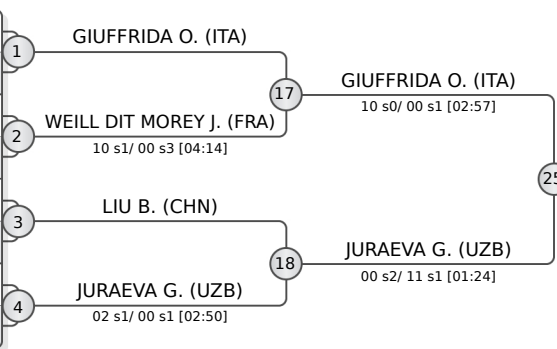 GIUFFRIDA O. (ITA)
1
17
GIUFFRIDA O. (ITA)
10 s0/ 00 s1 [02:57]
WEILL DIT MOREY J. (FRA)
2
10 s1/ 00 s3 [04:14]
25
LIU B. (CHN)
3
18
JURAEVA G. (UZB)
00 s2/ 11 s1 [01:24]
JURAEVA G. (UZB)
4
02 s1/ 00 s1 [02:50]